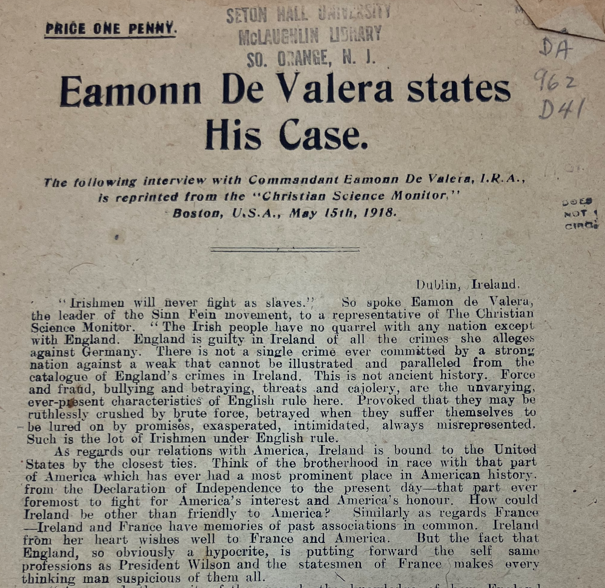 PRICE ONE PENNY.
SETON HALL UNIVERSITY
McLAUGHLIN LIBRARY
SO. ORANGE, N. J.
DA
962
D41
Eamonn De Valera states
His Case.
The following interview with Commandant Eamonn De Valera, I.R.A.,
is reprinted from the "Christian Science Monitor,"
Boston, U.S.A., May 15th, 1918.
DOES
NOT
CIRC
Dublin, Ireland.
"Irishmen will never fight as slaves." So spoke Eamon de Valera,
the leader of the Sinn Fein movement, to a representative of The Christian
Science Monitor. "The Irish people have no quarrel with any nation except
with England. England is guilty in Ireland of all the crimes she alleges
against Germany. There is not a single crime ever committed by a strong
nation against a weak that cannot be illustrated and paralleled from the
catalogue of England's crimes in Ireland. This is not ancient history. Force
and fraud, bullying and betraying, threats and cajolery, are the unvarying,
ever-present characteristics of English rule here. Provoked that they may be
ruthlessly crushed by brute force, betrayed when they suffer themselves to
be lured on by promises, exasperated, intimidated, always misrepresented.
Such is the lot of Irishmen under English rule.
As regards our relations with America, Ireland is bound to the United
States by the closest ties. Think of the brotherhood in race with that part
of America which has ever had a most prominent place in American history,
from the Declaration of Independence to the present day—that part ever
foremost to fight for America's interest and America's honour. How could
Ireland be other than friendly to America? Similarly as regards France
—Ireland and France have memories of past associations in common. Ireland
from her heart wishes well to France and America. But the fact that
England, so obviously a hypocrite, is putting forward the self same
professions as President Wilson and the statesmen of France makes every
thinking man suspicious of them all.